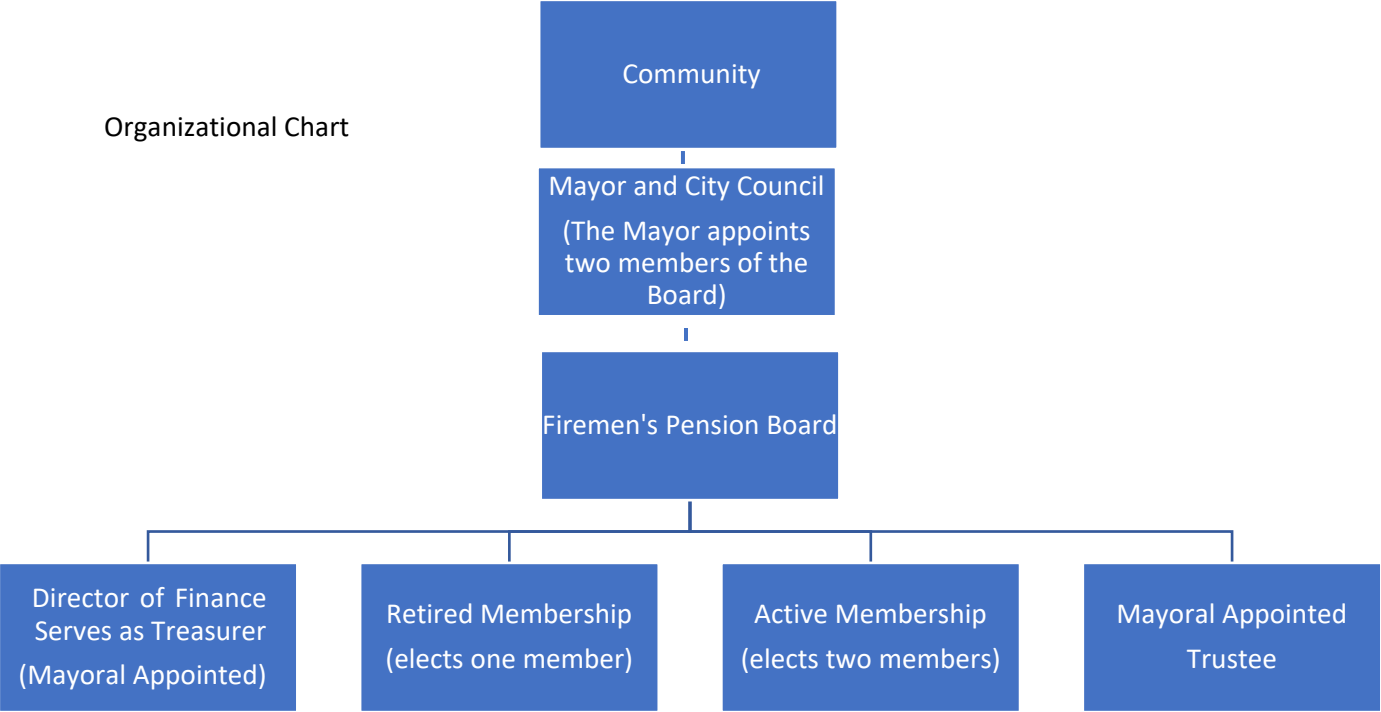 Community
Organizational Chart
Mayor and City Council
(The Mayor appoints
two members of the
Board)
Firemen's Pension Board
Director of Finance
Serves as Treasurer
(Mayoral Appointed)
Retired Membership
(elects one member)
Active Membership
(elects two members)
Mayoral Appointed
Trustee